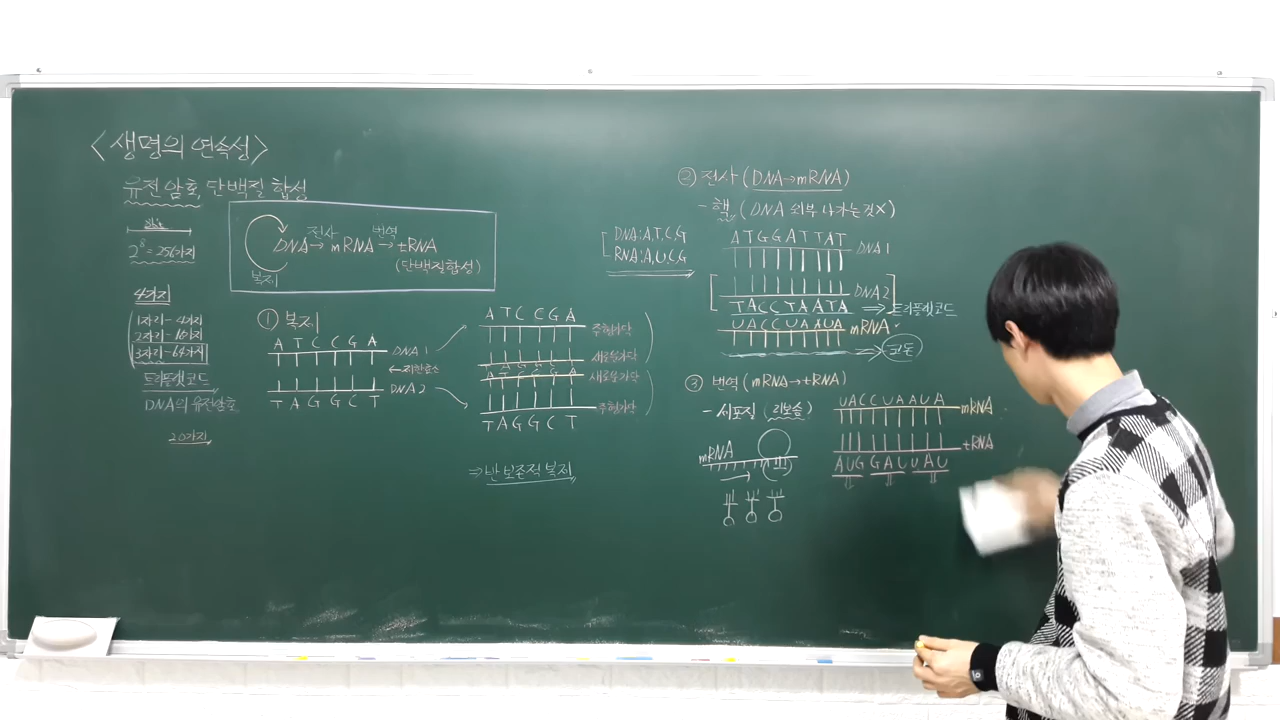 <생명의 연속성>
유전 암호, 단백질 합성
2⁸=256가지
4가지
1자리-4가지
2자리-16가지
3자리-64가지
트리플렛코드
DNA의 유전암호
20가지
전사 번역
DNA→mRNA→tRNA
(단백질합성)
복제
① 복제
A T C C G A
DNA 1
←제한효소
DNA 2
T A G G C T
A T C C G A
주형가닥
새로운가닥
T A G G C T
A T C C G A
새로운가닥
주형가닥
T A G G C T
⇒반보존적 복제
② 전사 (DNA→mRNA)
-핵 (DNA 외부 나가는것X)
DNA:A,T,C,G
RNA:A,U,C,G
A T G G A T T A T DNA 1
DNA 2
T A C C T A A T A ⇒트리플렛코드
U A C C U A A U A mRNA
⇒코돈
③ 번역 (mRNA→tRNA)
-세포질 (리보솜)
mRNA
U A C C U A A U A mRNA
tRNA
A U G G A U U A U